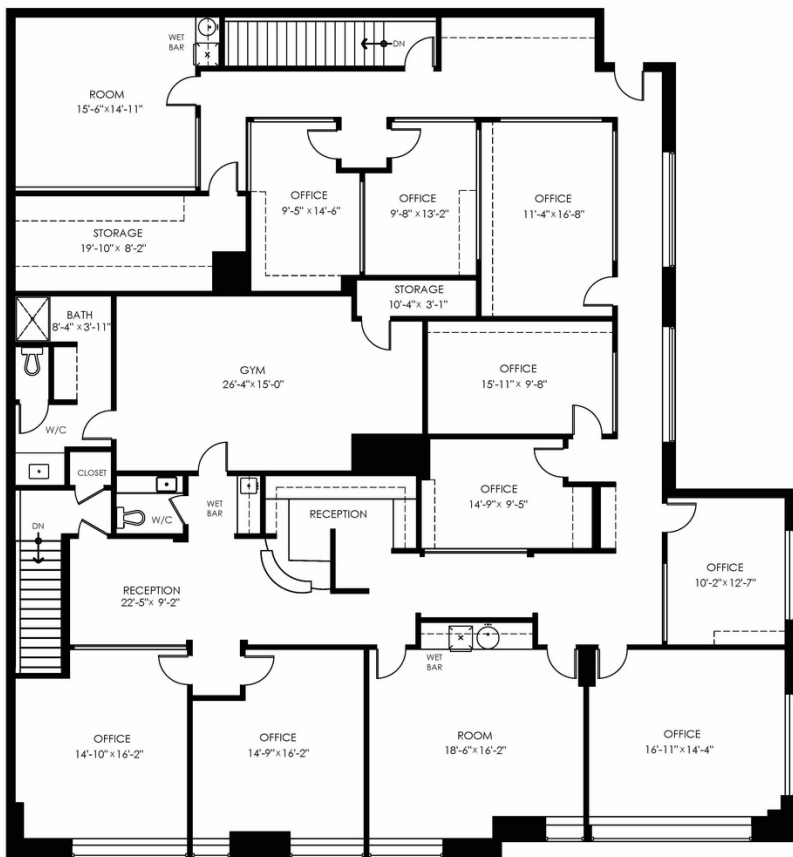 WET
BAR
DN
ROOM
15'-6" x 14'-11"
OFFICE
9'-5" x 14'-6"
OFFICE
9'-8" x 13'-2"
OFFICE
11'-4" x 16'-8"
STORAGE
19'-10" x 8'-2"
STORAGE
10'-4" x 3'-1"
BATH
8'-4" x 3'-11"
GYM
26'-4" x 15'-0"
OFFICE
15'-11" x 9'-8"
W/C
CLOSET
OFFICE
14'-9" x 9'-5"
W/C
WET
BAR
RECEPTION
DN
OFFICE
10'-2" x 12'-7"
RECEPTION
22'-5" x 9'-2"
WET
BAR
OFFICE
14'-10" x 16'-2"
OFFICE
14'-9" x 16'-2"
ROOM
18'-6" x 16'-2"
OFFICE
16'-11" x 14'-4"